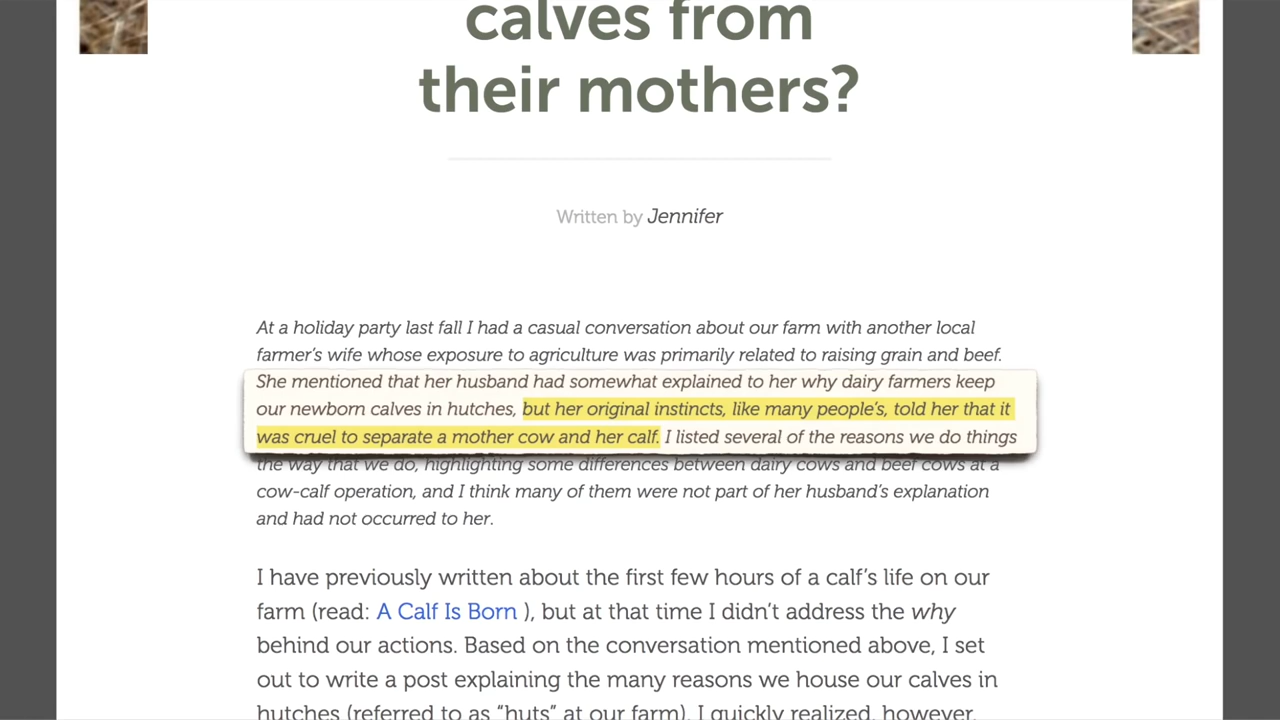 calves from
their mothers?
Written by Jennifer
At a holiday party last fall I had a casual conversation about our farm with another local
farmer's wife whose exposure to agriculture was primarily related to raising grain and beef.
She mentioned that her husband had somewhat explained to her why dairy farmers keep
our newborn calves in hutches, but her original instincts, like many people's, told her that it
was cruel to separate a mother cow and her calf. I listed several of the reasons we do things
the way that we do, highlighting some differences between dairy cows and beef cows at a
cow-calf operation, and I think many of them were not part of her husband's explanation
and had not occurred to her.
I have previously written about the first few hours of a calf's life on our
farm (read: A Calf Is Born ), but at that time I didn't address the why
behind our actions. Based on the conversation mentioned above, I set
out to write a post explaining the many reasons we house our calves in
hutches (referred to as "huts" at our farm). I quickly realized, however,